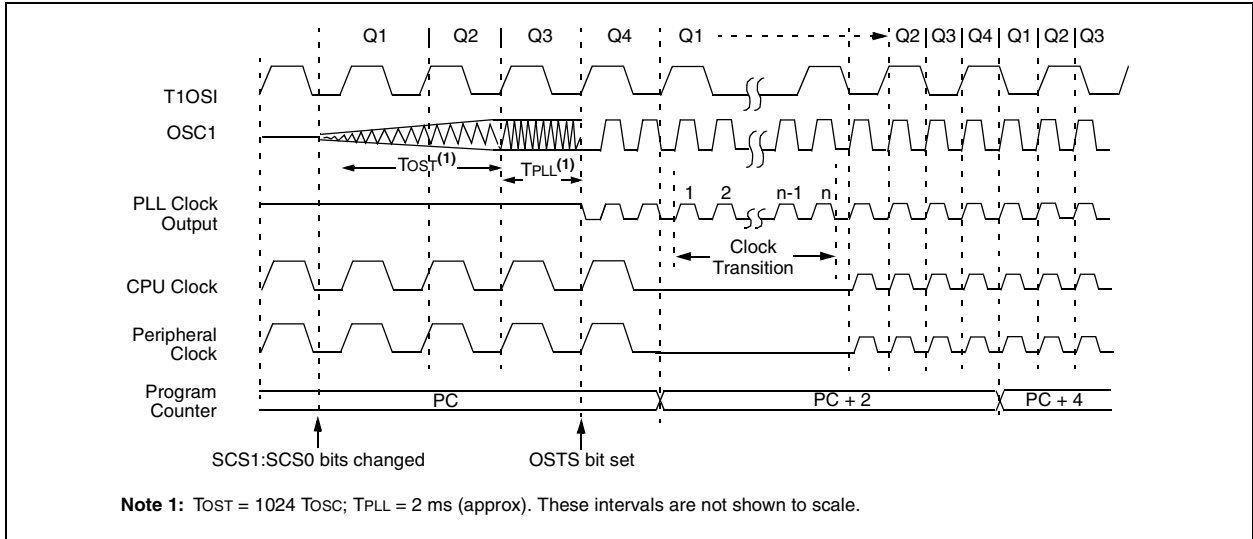 Q1 Q2 Q3 Q4 Q1 Q2 Q3 Q4 Q1 Q2 Q3
T1OSI
OSC1
TOST(1) TPLL(1)
1 2 n-1 n
PLL Clock
Output
Clock
Transition
CPU Clock
Peripheral
Clock
Program
Counter
PC PC + 2 PC + 4
SCS1:SCS0 bits changed OSTS bit set
Note 1: TOST = 1024 TOSC; TPLL = 2 ms (approx). These intervals are not shown to scale.